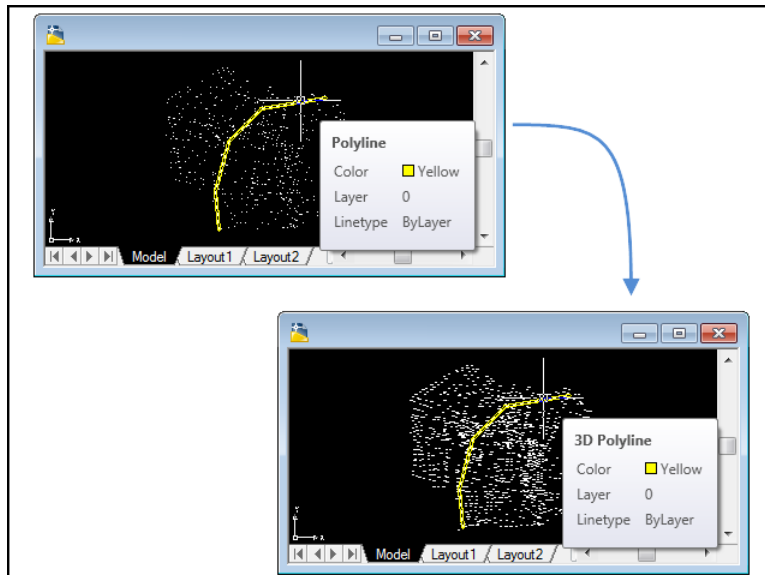 Polyline
Color Yellow
Layer 0
Linetype ByLayer
Y
X
Model Layout1 Layout2
3D Polyline
Color Yellow
Layer 0
Linetype ByLayer
Y
X
Model Layout1 Layout2